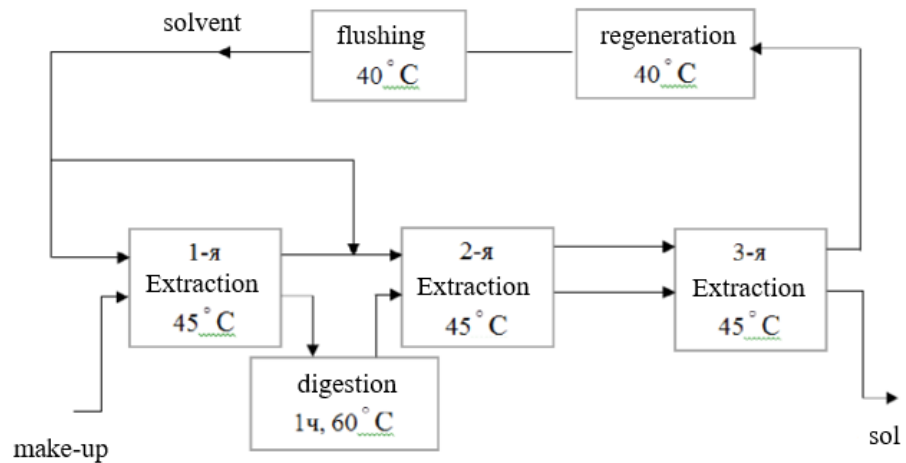 solvent
flushing
40°C
regeneration
40°C
1-я
Extraction
45°C
2-я
Extraction
45°C
3-я
Extraction
45°C
digestion
1ч, 60°C
make-up
sol